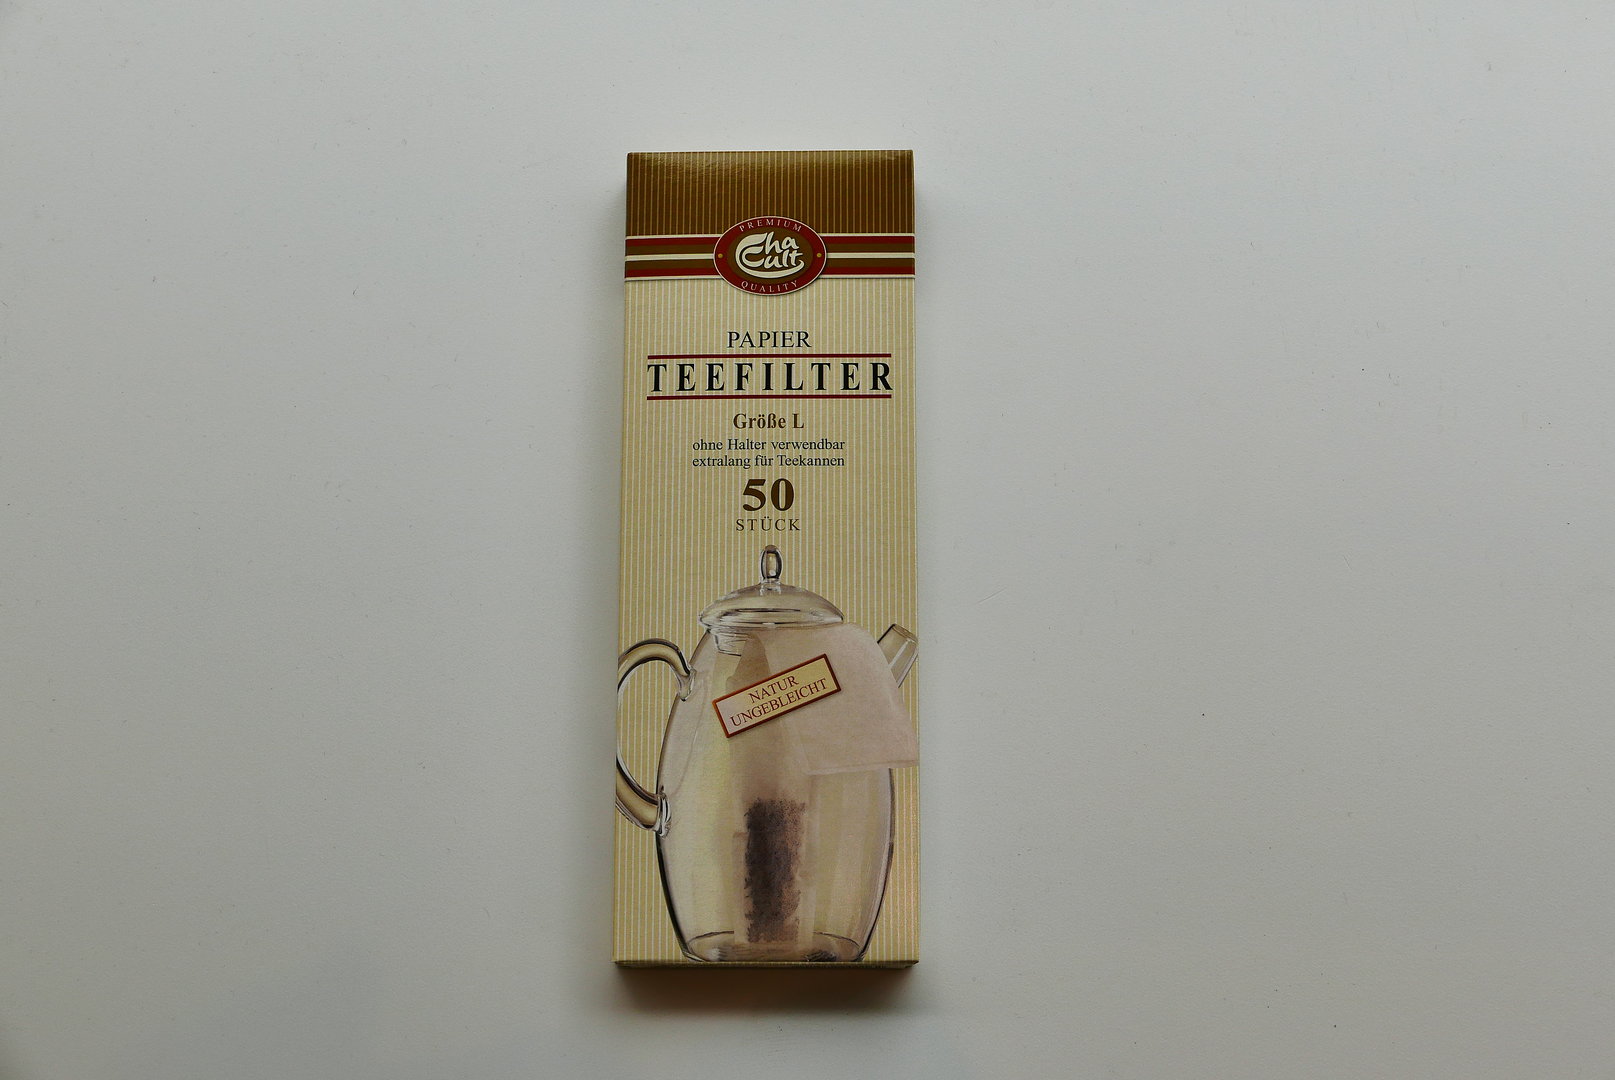 PREMIUM
Cha
Cult
QUALITY
PAPIER
TEEFILTER
Größe L
ohne Halter verwendbar
extralang für Teekannen
50
STÜCK
NATUR
UNGEBLEICHT